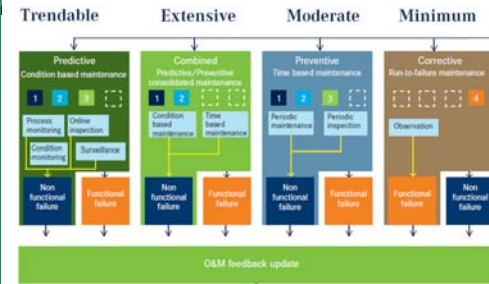 Trendable
Extensive
Moderate
Minimum
Predictive
Condition based maintenance
1 2 3
Process monitoring
Online inspection
Condition monitoring
Surveillance
Non functional failure
Functional failure
Combined
Predictive/Preventive
consolidated maintenance
1 2
Condition based maintenance
Time based maintenance
Non functional failure
Functional failure
Preventive
Time based maintenance
1 2 3
Periodic maintenance
Periodic inspection
Non functional failure
Functional failure
Corrective
Run-to-failure maintenance
4
Observation
Functional failure
Non functional failure
O&M feedback update